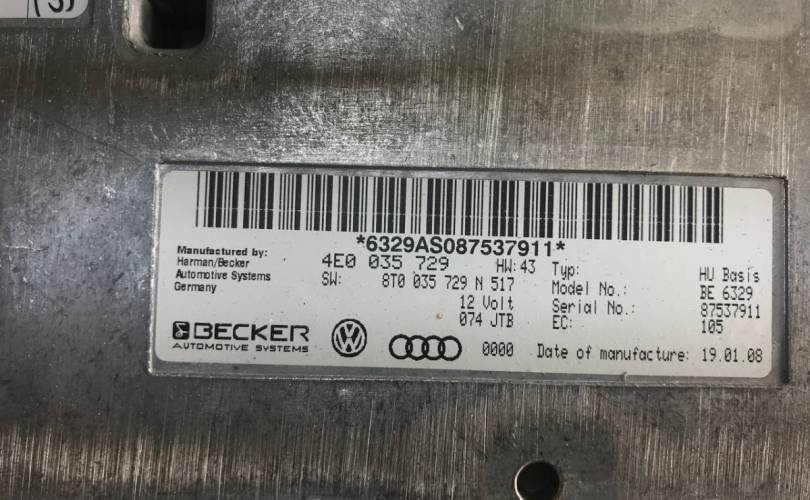 (S)
*6329AS087537911*
Manufactured by:
Harman/Becker
Automotive Systems
Germany
4E0 035 729 HW: 43
SW: 8T0 035 729 N 517
12 Volt
074 JTB
Typ: HU Basis
Model No.: BE 6329
Serial No.: 87537911
EC: 105
BECKER
AUTOMOTIVE SYSTEMS
VW
0000 Date of manufacture: 19.01.08